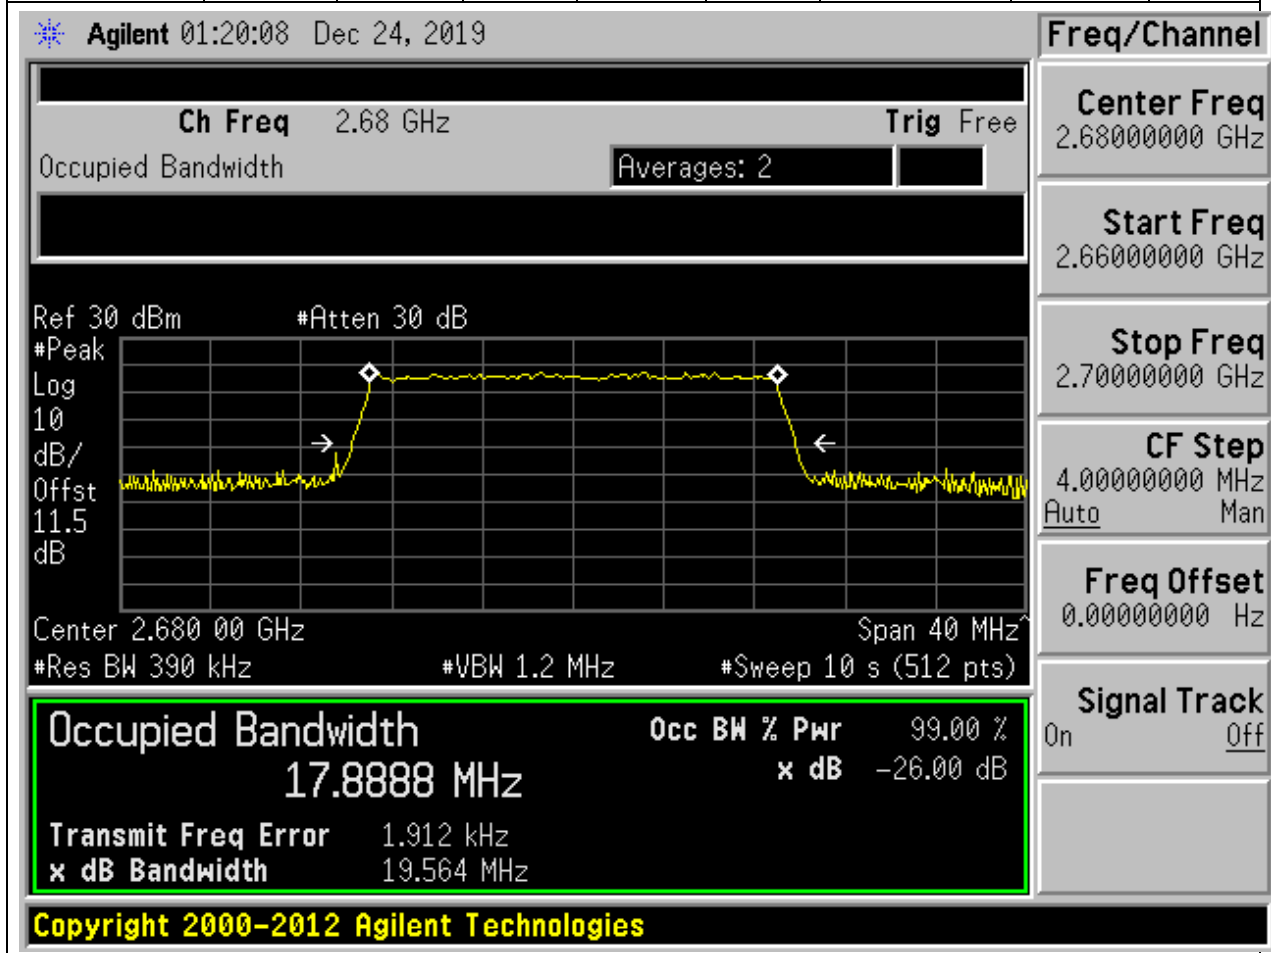 Agilent 01:20:08 Dec 24, 2019
Freq/Channel
Ch Freq 2.68 GHz Trig Free
Occupied Bandwidth Averages: 2
Center Freq
2.68000000 GHz
Start Freq
2.66000000 GHz
Stop Freq
2.70000000 GHz
CF Step
4.00000000 MHz
Auto Man
Freq Offset
0.00000000 Hz
Signal Track
On Off
Ref 30 dBm #Atten 30 dB
#Peak
Log
10
dB/
Offst
11.5
dB
Center 2.680 00 GHz Span 40 MHz^
#Res BW 390 kHz #VBW 1.2 MHz #Sweep 10 s (512 pts)
Occupied Bandwidth Occ BW % Pwr 99.00 %
17.8888 MHz x dB -26.00 dB
Transmit Freq Error 1.912 kHz
x dB Bandwidth 19.564 MHz
Copyright 2000-2012 Agilent Technologies